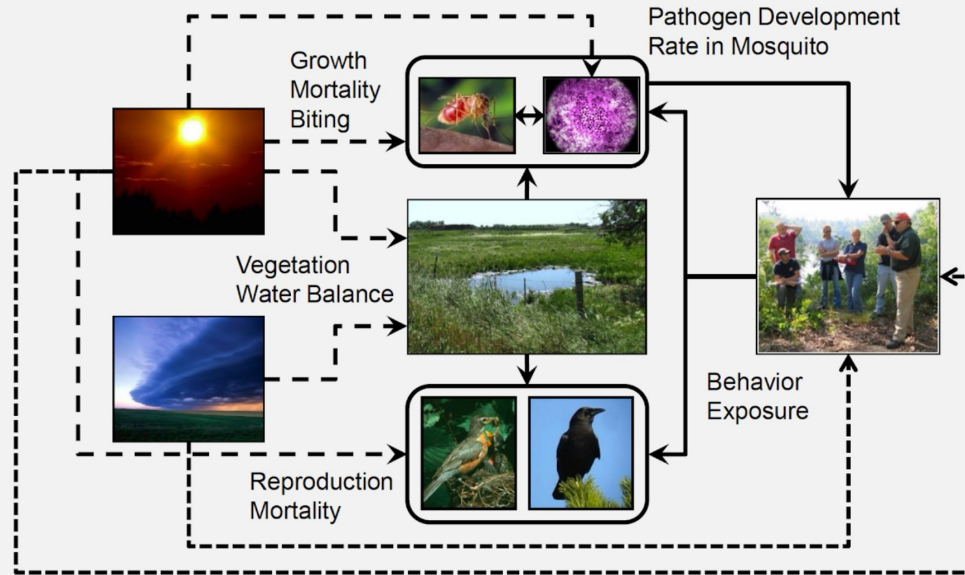 Pathogen Development
Rate in Mosquito
Growth
Mortality
Biting
Vegetation
Water Balance
Behavior
Exposure
Reproduction
Mortality